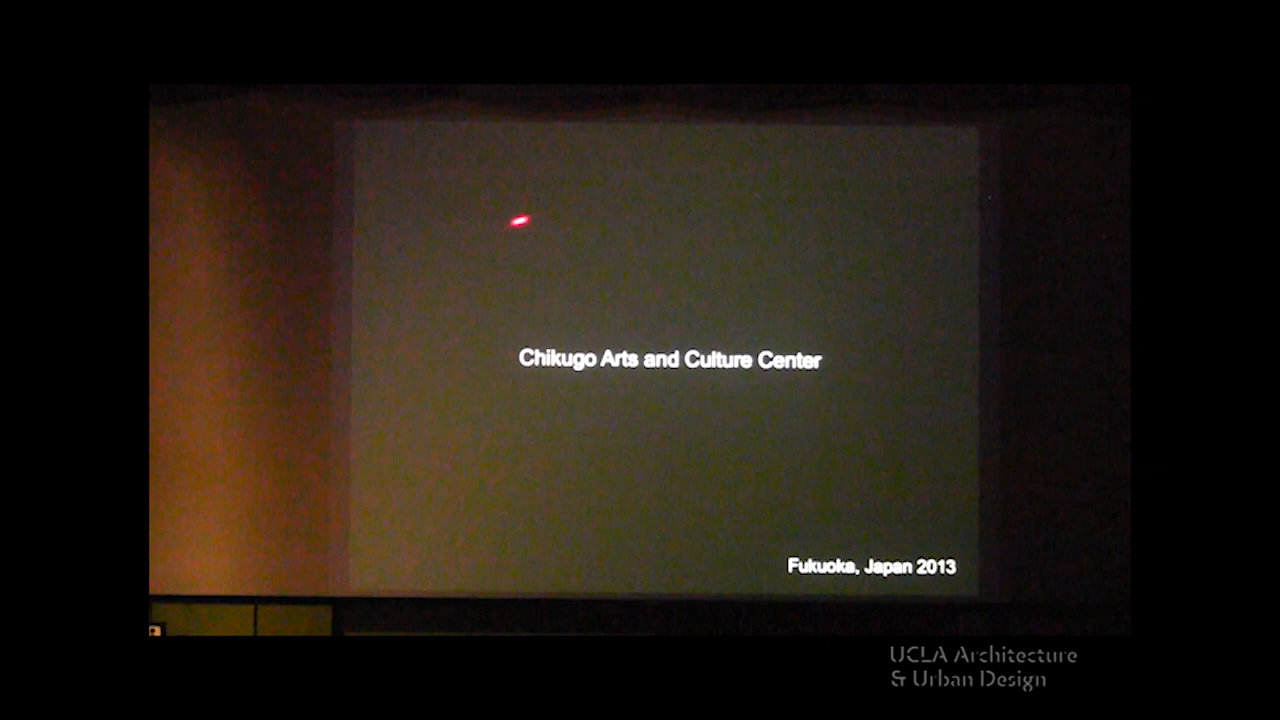 Chikugo Arts and Culture Center
Fukuoka, Japan 2013
UCLA Architecture
& Urban Design